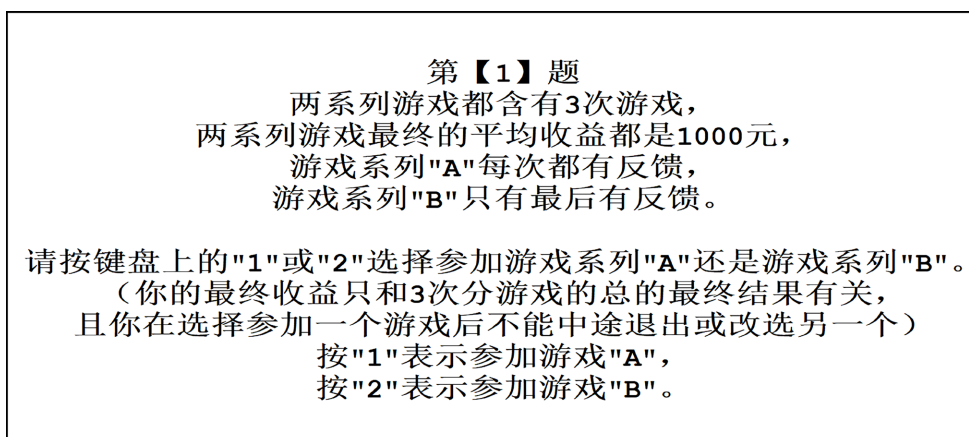 第【1】题
两系列游戏都含有3次游戏，
两系列游戏最终的平均收益都是1000元，
游戏系列"A"每次都有反馈，
游戏系列"B"只有最后有反馈。
请按键盘上的"1"或"2"选择参加游戏系列"A"还是游戏系列"B"。
（你的最终收益只和3次分游戏的总的最终结果有关，
且你在选择参加一个游戏后不能中途退出或改选另一个）
按"1"表示参加游戏"A"，
按"2"表示参加游戏"B"。